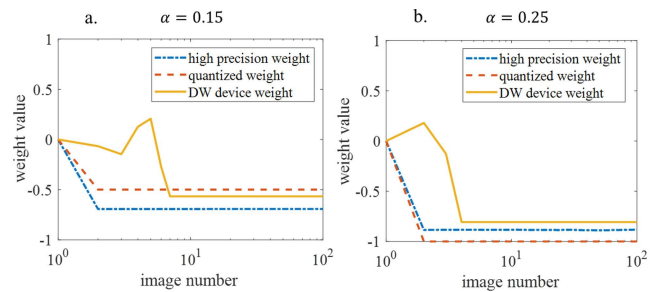 a. α = 0.15
high precision weight
quantized weight
DW device weight
weight value
1
0.5
0
-0.5
-1
10^0
10^1
10^2
image number
b. α = 0.25
high precision weight
quantized weight
DW device weight
weight value
1
0.5
0
-0.5
-1
10^0
10^1
10^2
image number